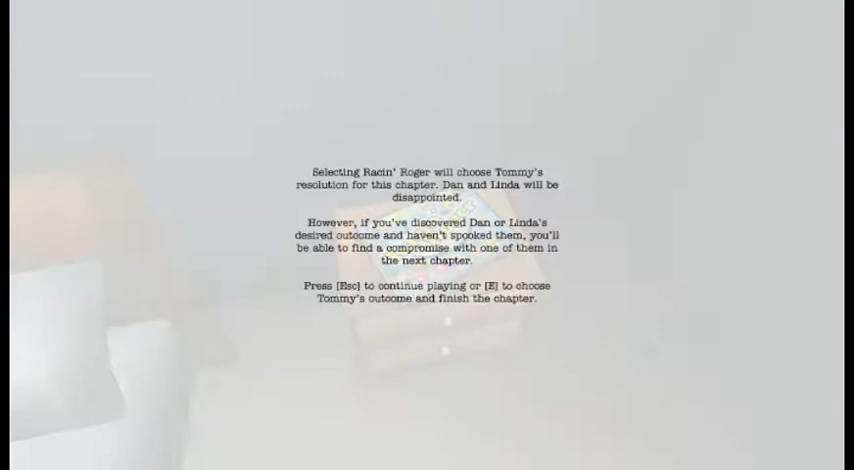 Selecting Racin' Roger will choose Tommy's
resolution for this chapter. Dan and Linda will be
disappointed.
However, if you've discovered Dan or Linda's
desired outcome and haven't spooked them, you'll
be able to find a compromise with one of them in
the next chapter.
Press [Esc] to continue playing or [E] to choose
Tommy's outcome and finish the chapter.